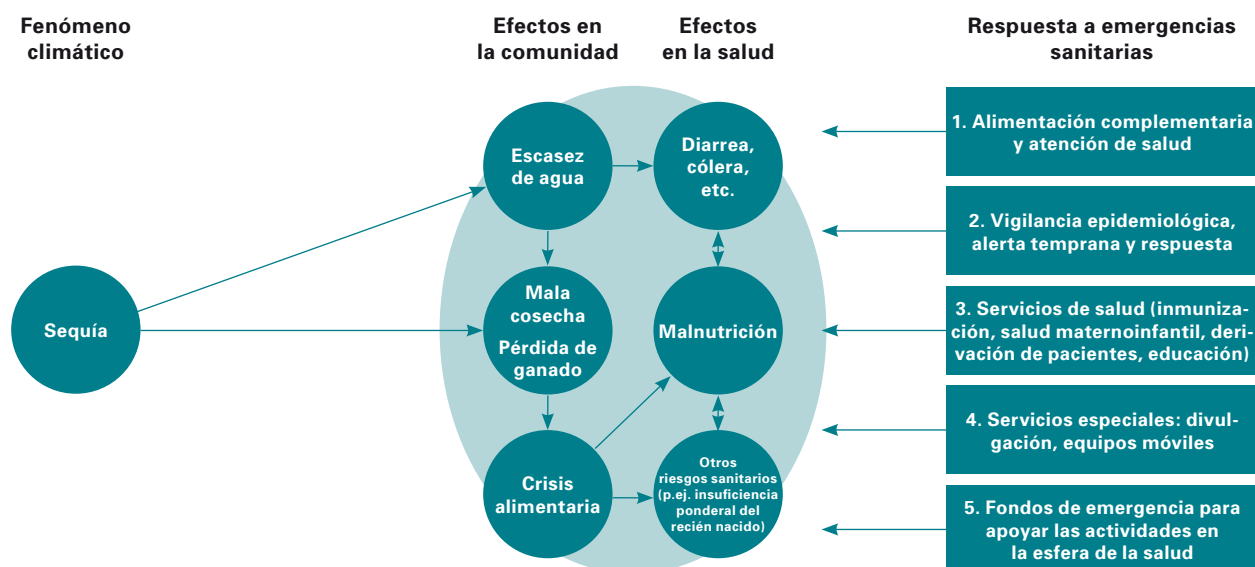 Fenómeno
climático
Efectos en
la comunidad
Efectos
en la salud
Respuesta a emergencias
sanitarias
Sequía
Escasez
de agua
Mala
cosecha
Pérdida de
ganado
Crisis
alimentaria
Diarrea,
cólera,
etc.
Malnutrición
Otros
riesgos sanitarios
(p.ej. insuficiencia
ponderal del
recién nacido)
1. Alimentación complementaria
y atención de salud
2. Vigilancia epidemiológica,
alerta temprana y respuesta
3. Servicios de salud (inmuniza-
ción, salud maternoinfantil, deri-
vación de pacientes, educación)
4. Servicios especiales: divul-
gación, equipos móviles
5. Fondos de emergencia para
apoyar las actividades en
la esfera de la salud